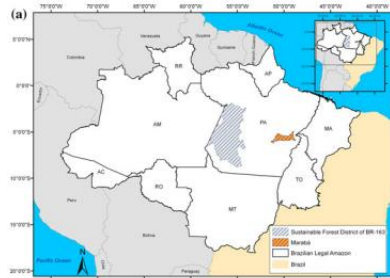 (a)
75°0'0"W 70°0'0"W 65°0'0"W 60°0'0"W 55°0'0"W 50°0'0"W 45°0'0"W 40°0'0"W
Atlantic Ocean
5°0'0"N
0°0'0"
5°0'0"S
10°0'0"S
15°0'0"S
20°0'0"S
Venezuela
Guyana
Suriname
Colombia
Ecuador
RR
AP
AM
PA
MA
AC
RO
TO
MT
Peru
Bolivia
Chile
Paraguay
Pacific Ocean
N
Sustainable Forest District of BR-163
Marabá
Brazilian Legal Amazon
Brazil